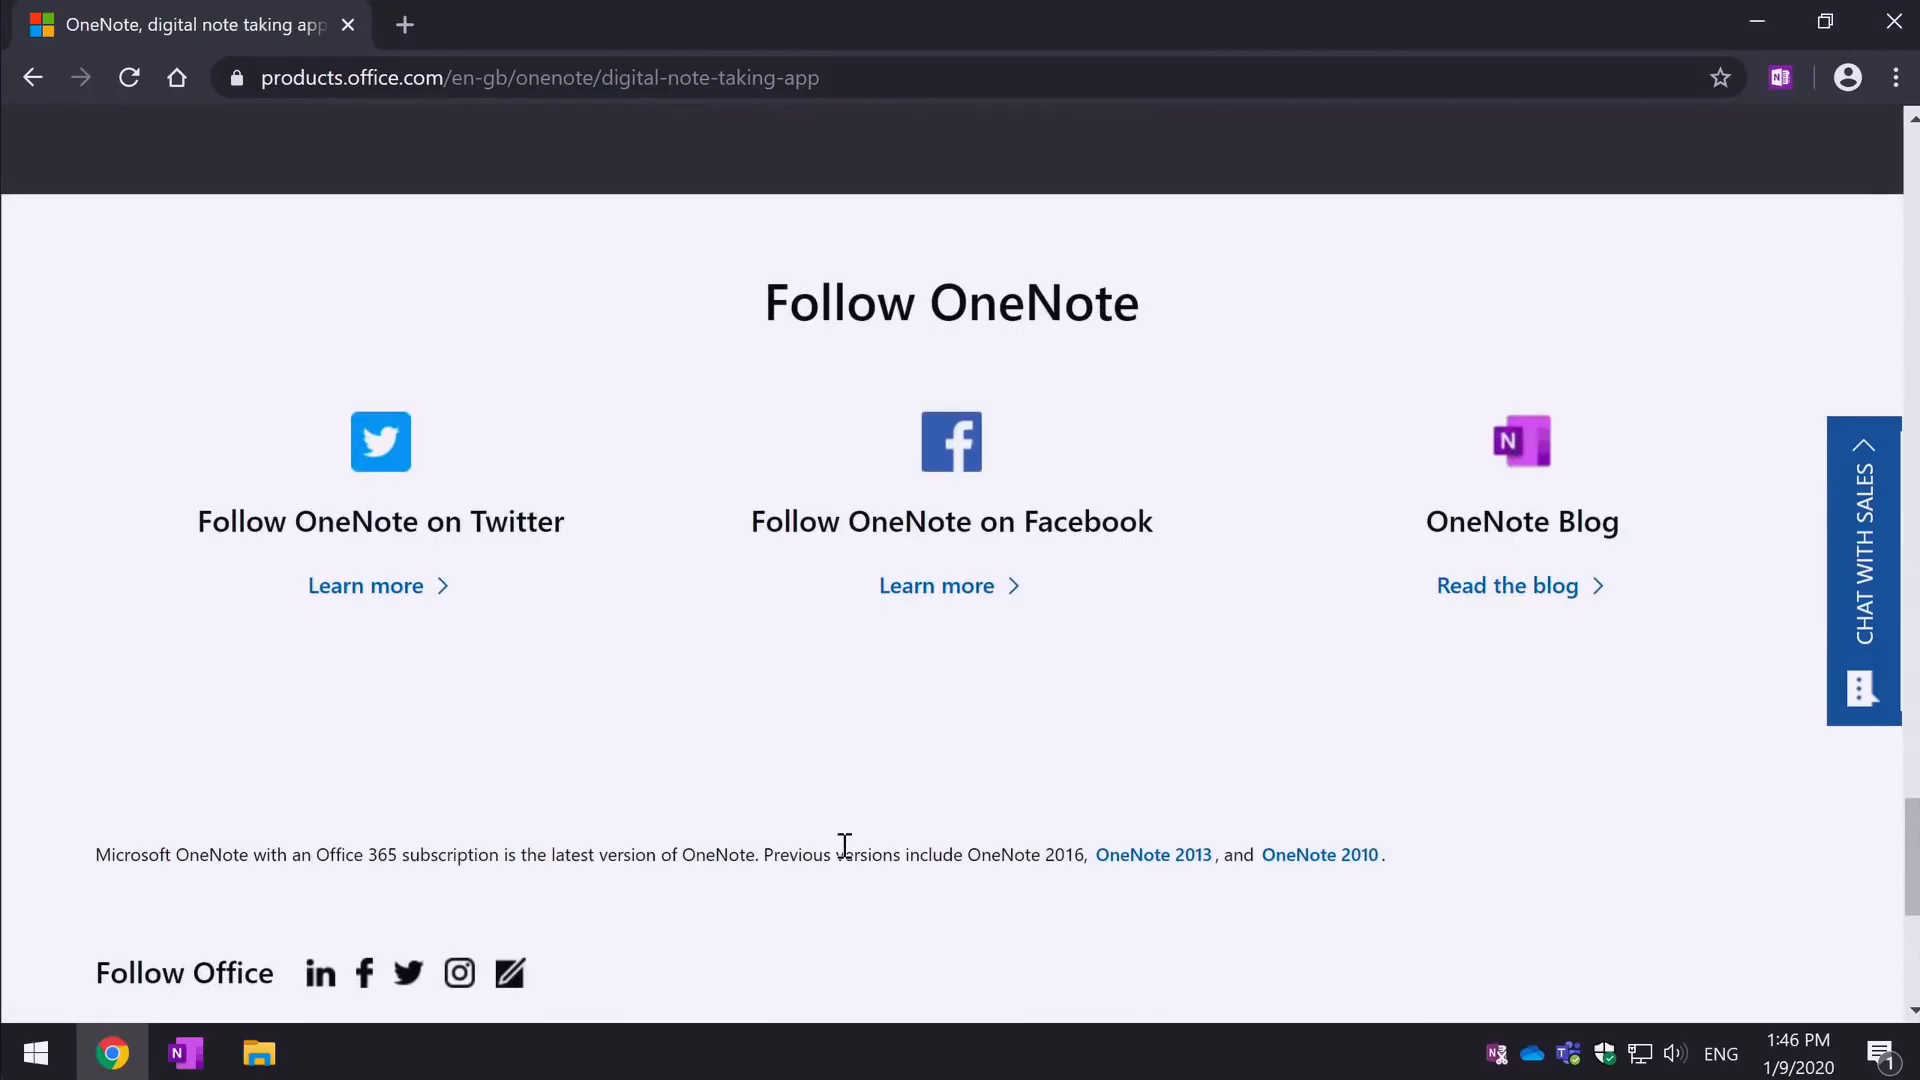 OneNote, digital note taking app
products.office.com/en-gb/onenote/digital-note-taking-app
Follow OneNote
Follow OneNote on Twitter
Learn more
Follow OneNote on Facebook
Learn more
OneNote Blog
Read the blog
CHAT WITH SALES
Microsoft OneNote with an Office 365 subscription is the latest version of OneNote. Previous versions include OneNote 2016, OneNote 2013, and OneNote 2010.
Follow Office
ENG
1:46 PM
1/9/2020
1